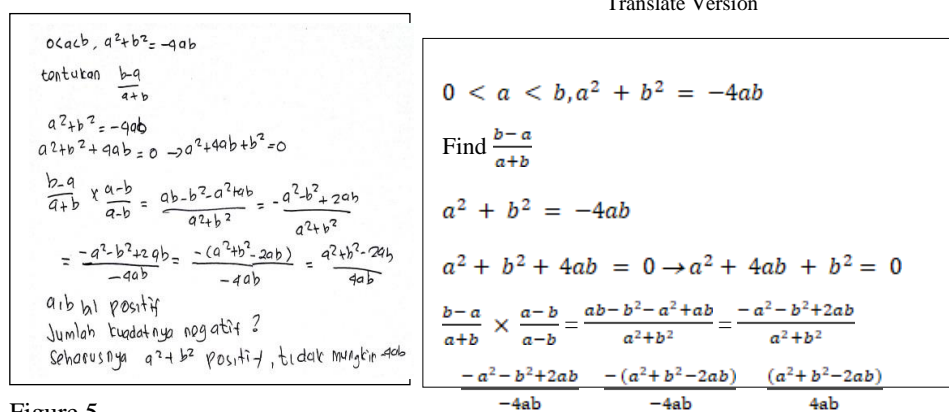 Translate Version
0<a<b, a²+b² = -4ab
tentukan b-a/a+b
a²+b² = -4ab
a²+b²+4ab = 0 → a²+4ab+b² = 0
b-a/a+b x a-b/a-b = ab-b²-a²+ab/a²+b² = -a²-b²+2ab/a²+b²
= -a²-b²+2ab/-4ab = -(a²+b²-2ab)/-4ab = a²+b²-2ab/4ab
a,b bil positif
Jumlah kuadatnya negatif ?
Seharusnya a²+b² positif, tidak mungkin -4ab
0 < a < b, a² + b² = -4ab
Find b-a/a+b
a² + b² = -4ab
a² + b² + 4ab = 0 → a² + 4ab + b² = 0
b-a/a+b × a-b/a-b = ab-b²-a²+ab/a²+b² = -a²-b²+2ab/a²+b²
-a²-b²+2ab/-4ab -(a²+b²-2ab)/-4ab (a²+b²-2ab)/4ab
Figure 5